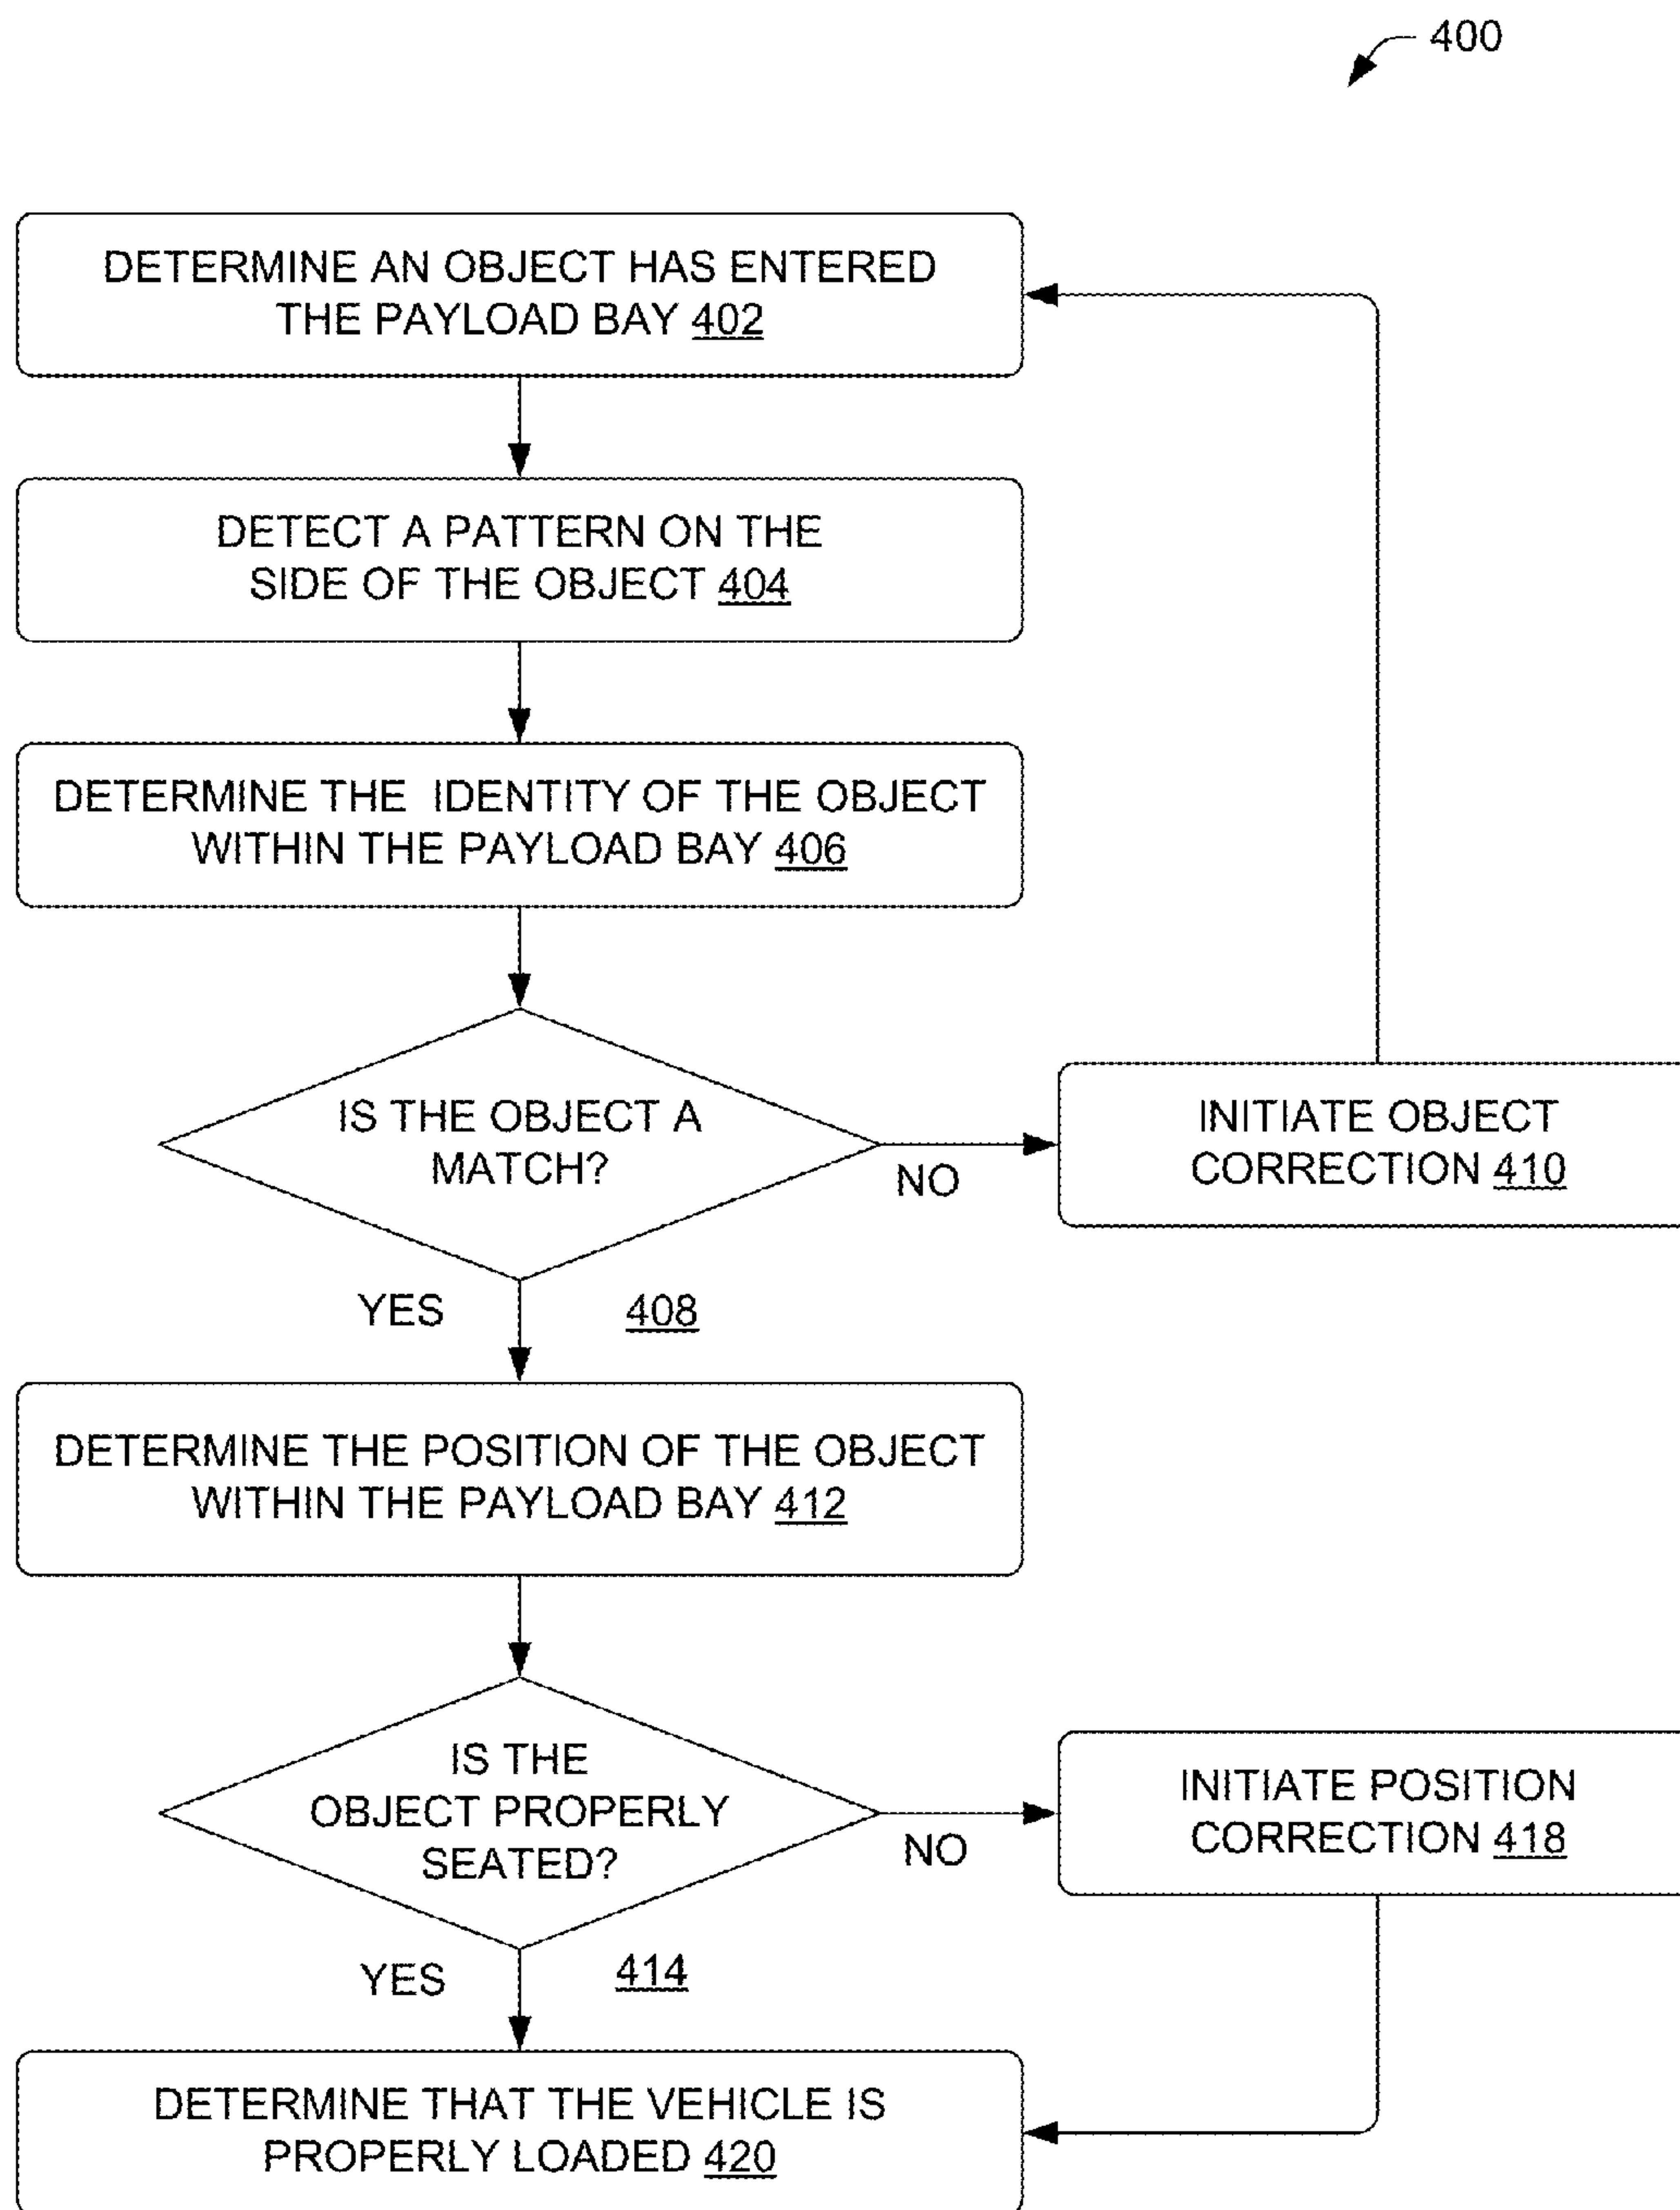 400
DETERMINE AN OBJECT HAS ENTERED
THE PAYLOAD BAY 402
DETECT A PATTERN ON THE
SIDE OF THE OBJECT 404
DETERMINE THE IDENTITY OF THE OBJECT
WITHIN THE PAYLOAD BAY 406
IS THE OBJECT A
MATCH?
NO
INITIATE OBJECT
CORRECTION 410
YES
408
DETERMINE THE POSITION OF THE OBJECT
WITHIN THE PAYLOAD BAY 412
IS THE
OBJECT PROPERLY
SEATED?
NO
INITIATE POSITION
CORRECTION 418
YES
414
DETERMINE THAT THE VEHICLE IS
PROPERLY LOADED 420